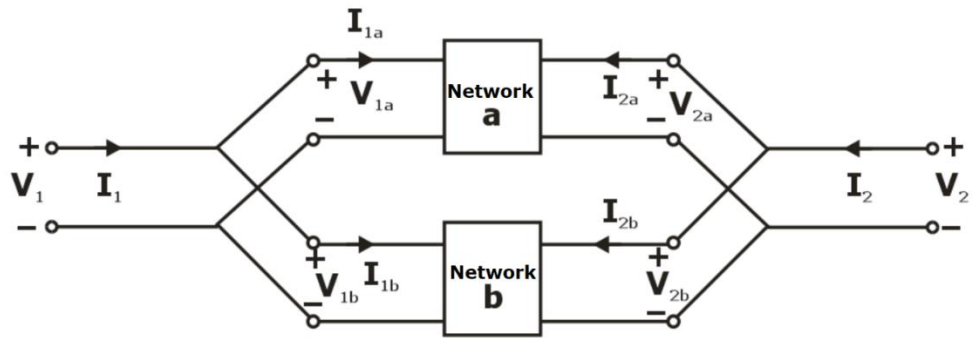 I1a
+
V1a
-
Network
a
I2a
+
V2a
-
+
V1
-
I1
I2
+
V2
-
+
V1b
-
I1b
Network
b
I2b
+
V2b
-